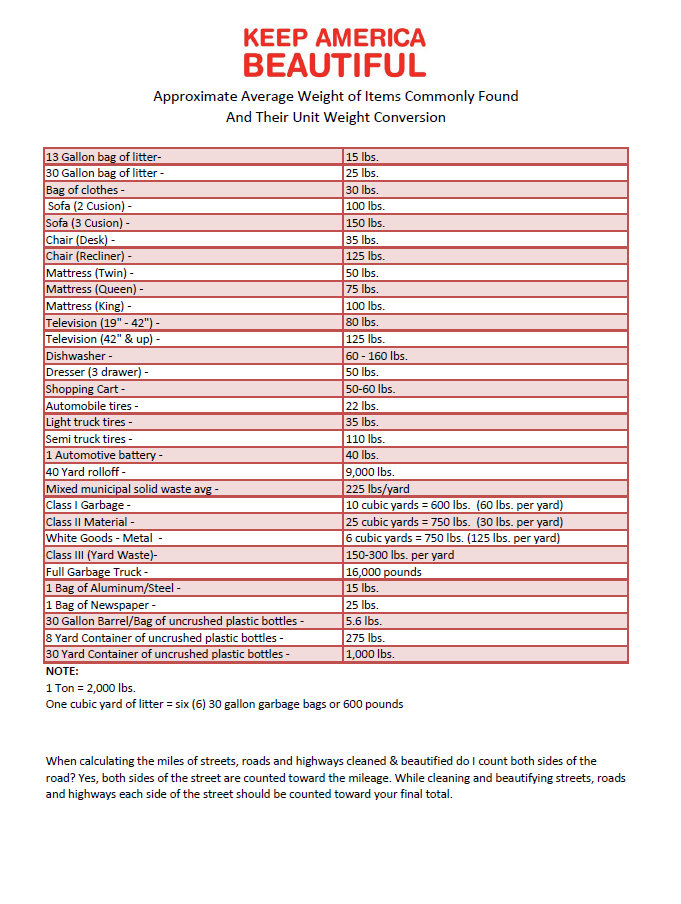 KEEP AMERICA
BEAUTIFUL
Approximate Average Weight of Items Commonly Found
And Their Unit Weight Conversion
13 Gallon bag of litter- 15 lbs.
30 Gallon bag of litter - 25 lbs.
Bag of clothes - 30 lbs.
Sofa (2 Cusion) - 100 lbs.
Sofa (3 Cusion) - 150 lbs.
Chair (Desk) - 35 lbs.
Chair (Recliner) - 125 lbs.
Mattress (Twin) - 50 lbs.
Mattress (Queen) - 75 lbs.
Mattress (King) - 100 lbs.
Television (19" - 42") - 80 lbs.
Television (42" & up) - 125 lbs.
Dishwasher - 60 - 160 lbs.
Dresser (3 drawer) - 50 lbs.
Shopping Cart - 50-60 lbs.
Automobile tires - 22 lbs.
Light truck tires - 35 lbs.
Semi truck tires - 110 lbs.
1 Automotive battery - 40 lbs.
40 Yard rolloff - 9,000 lbs.
Mixed municipal solid waste avg - 225 lbs/yard
Class I Garbage - 10 cubic yards = 600 lbs. (60 lbs. per yard)
Class II Material - 25 cubic yards = 750 lbs. (30 lbs. per yard)
White Goods - Metal - 6 cubic yards = 750 lbs. (125 lbs. per yard)
Class III (Yard Waste)- 150-300 lbs. per yard
Full Garbage Truck - 16,000 pounds
1 Bag of Aluminum/Steel - 15 lbs.
1 Bag of Newspaper - 25 lbs.
30 Gallon Barrel/Bag of uncrushed plastic bottles - 5.6 lbs.
8 Yard Container of uncrushed plastic bottles - 275 lbs.
30 Yard Container of uncrushed plastic bottles - 1,000 lbs.
NOTE:
1 Ton = 2,000 lbs.
One cubic yard of litter = six (6) 30 gallon garbage bags or 600 pounds
When calculating the miles of streets, roads and highways cleaned & beautified do I count both sides of the
road? Yes, both sides of the street are counted toward the mileage. While cleaning and beautifying streets, roads
and highways each side of the street should be counted toward your final total.